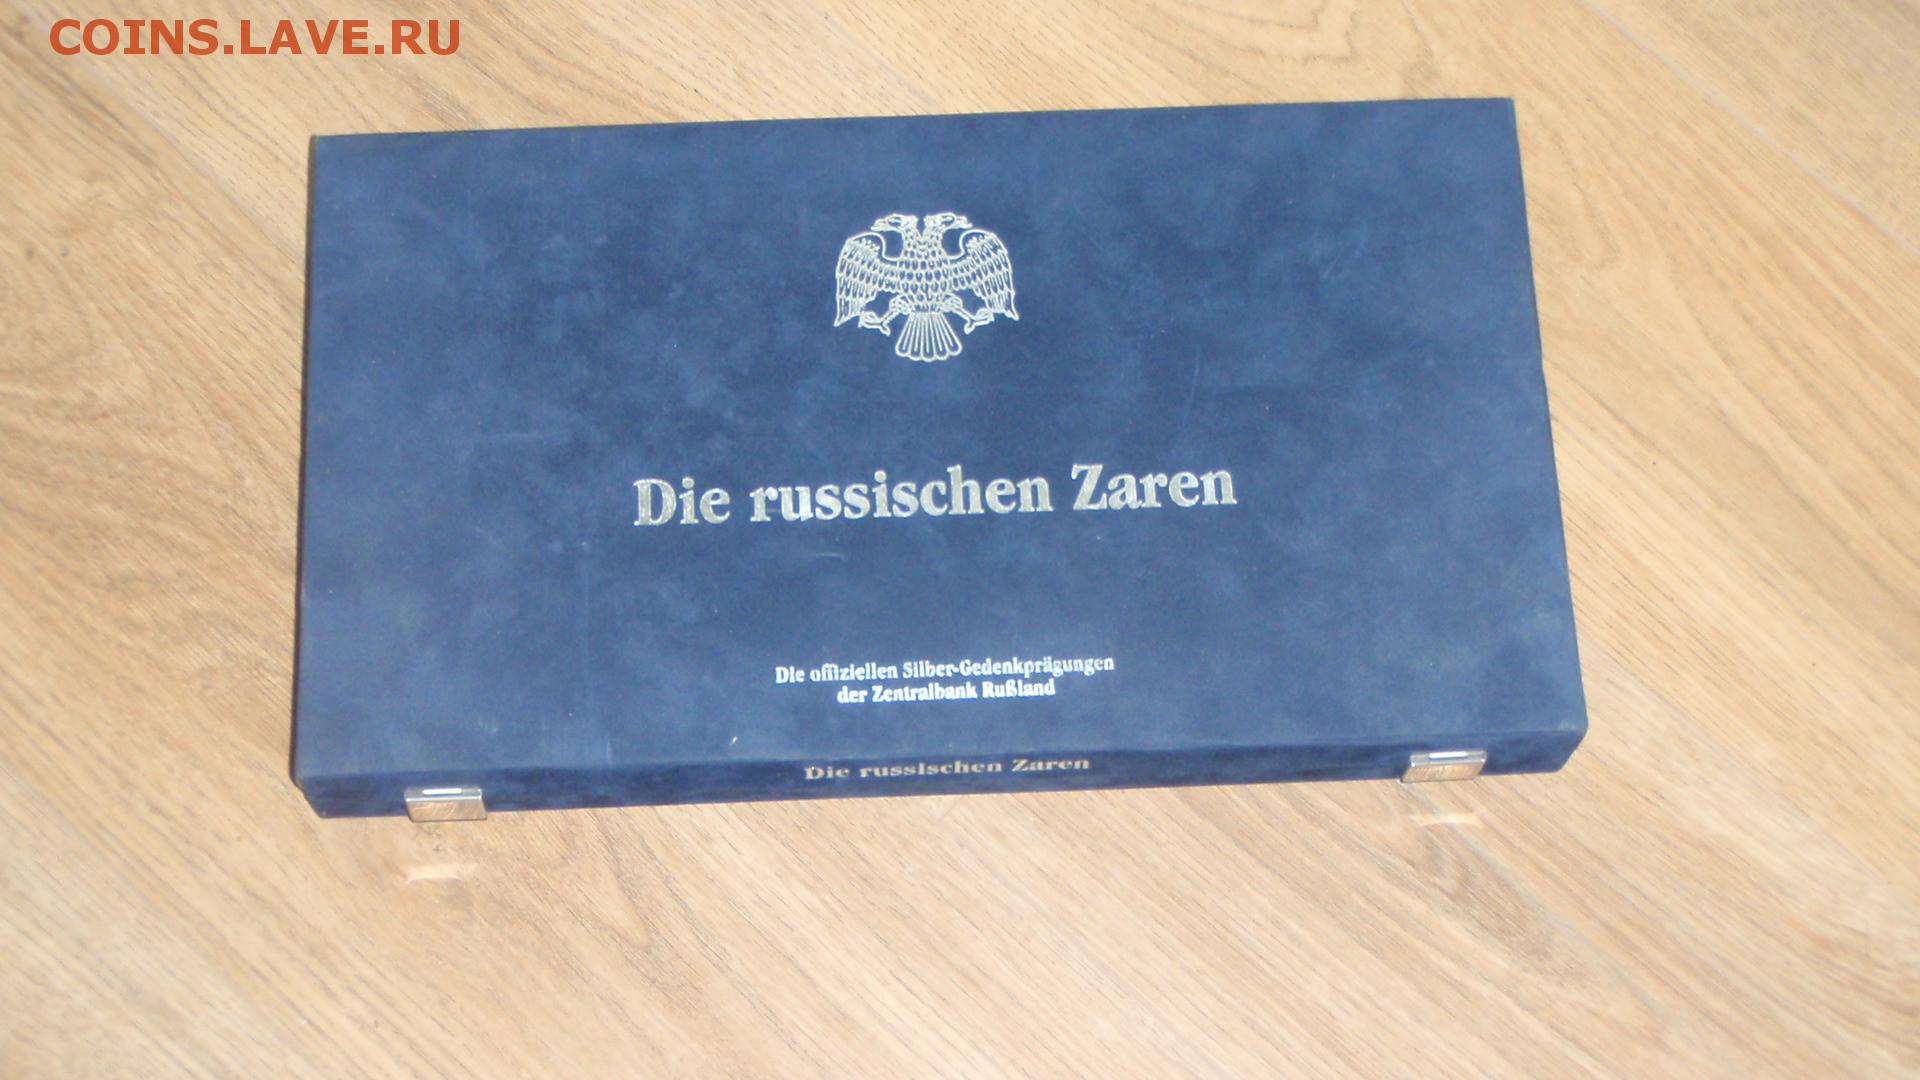 COINS.LAVE.RU
Die russischen Zaren
Die offiziellen Silber-Gedenkprägungen
der Zentralbank Rußland
Die russischen Zaren